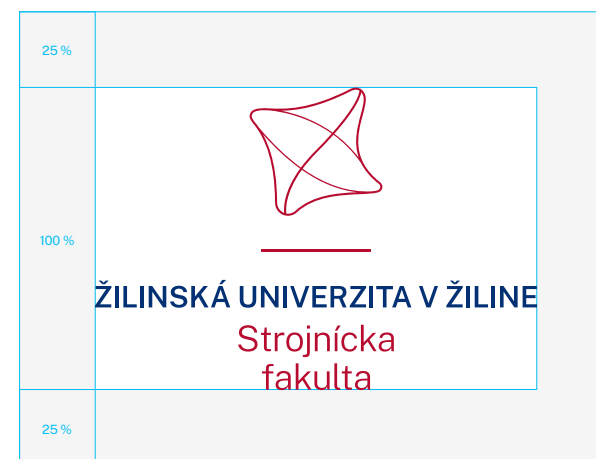 25 %
100 %
ŽILINSKÁ UNIVERZITA V ŽILINE
Strojnícka
fakulta
25 %